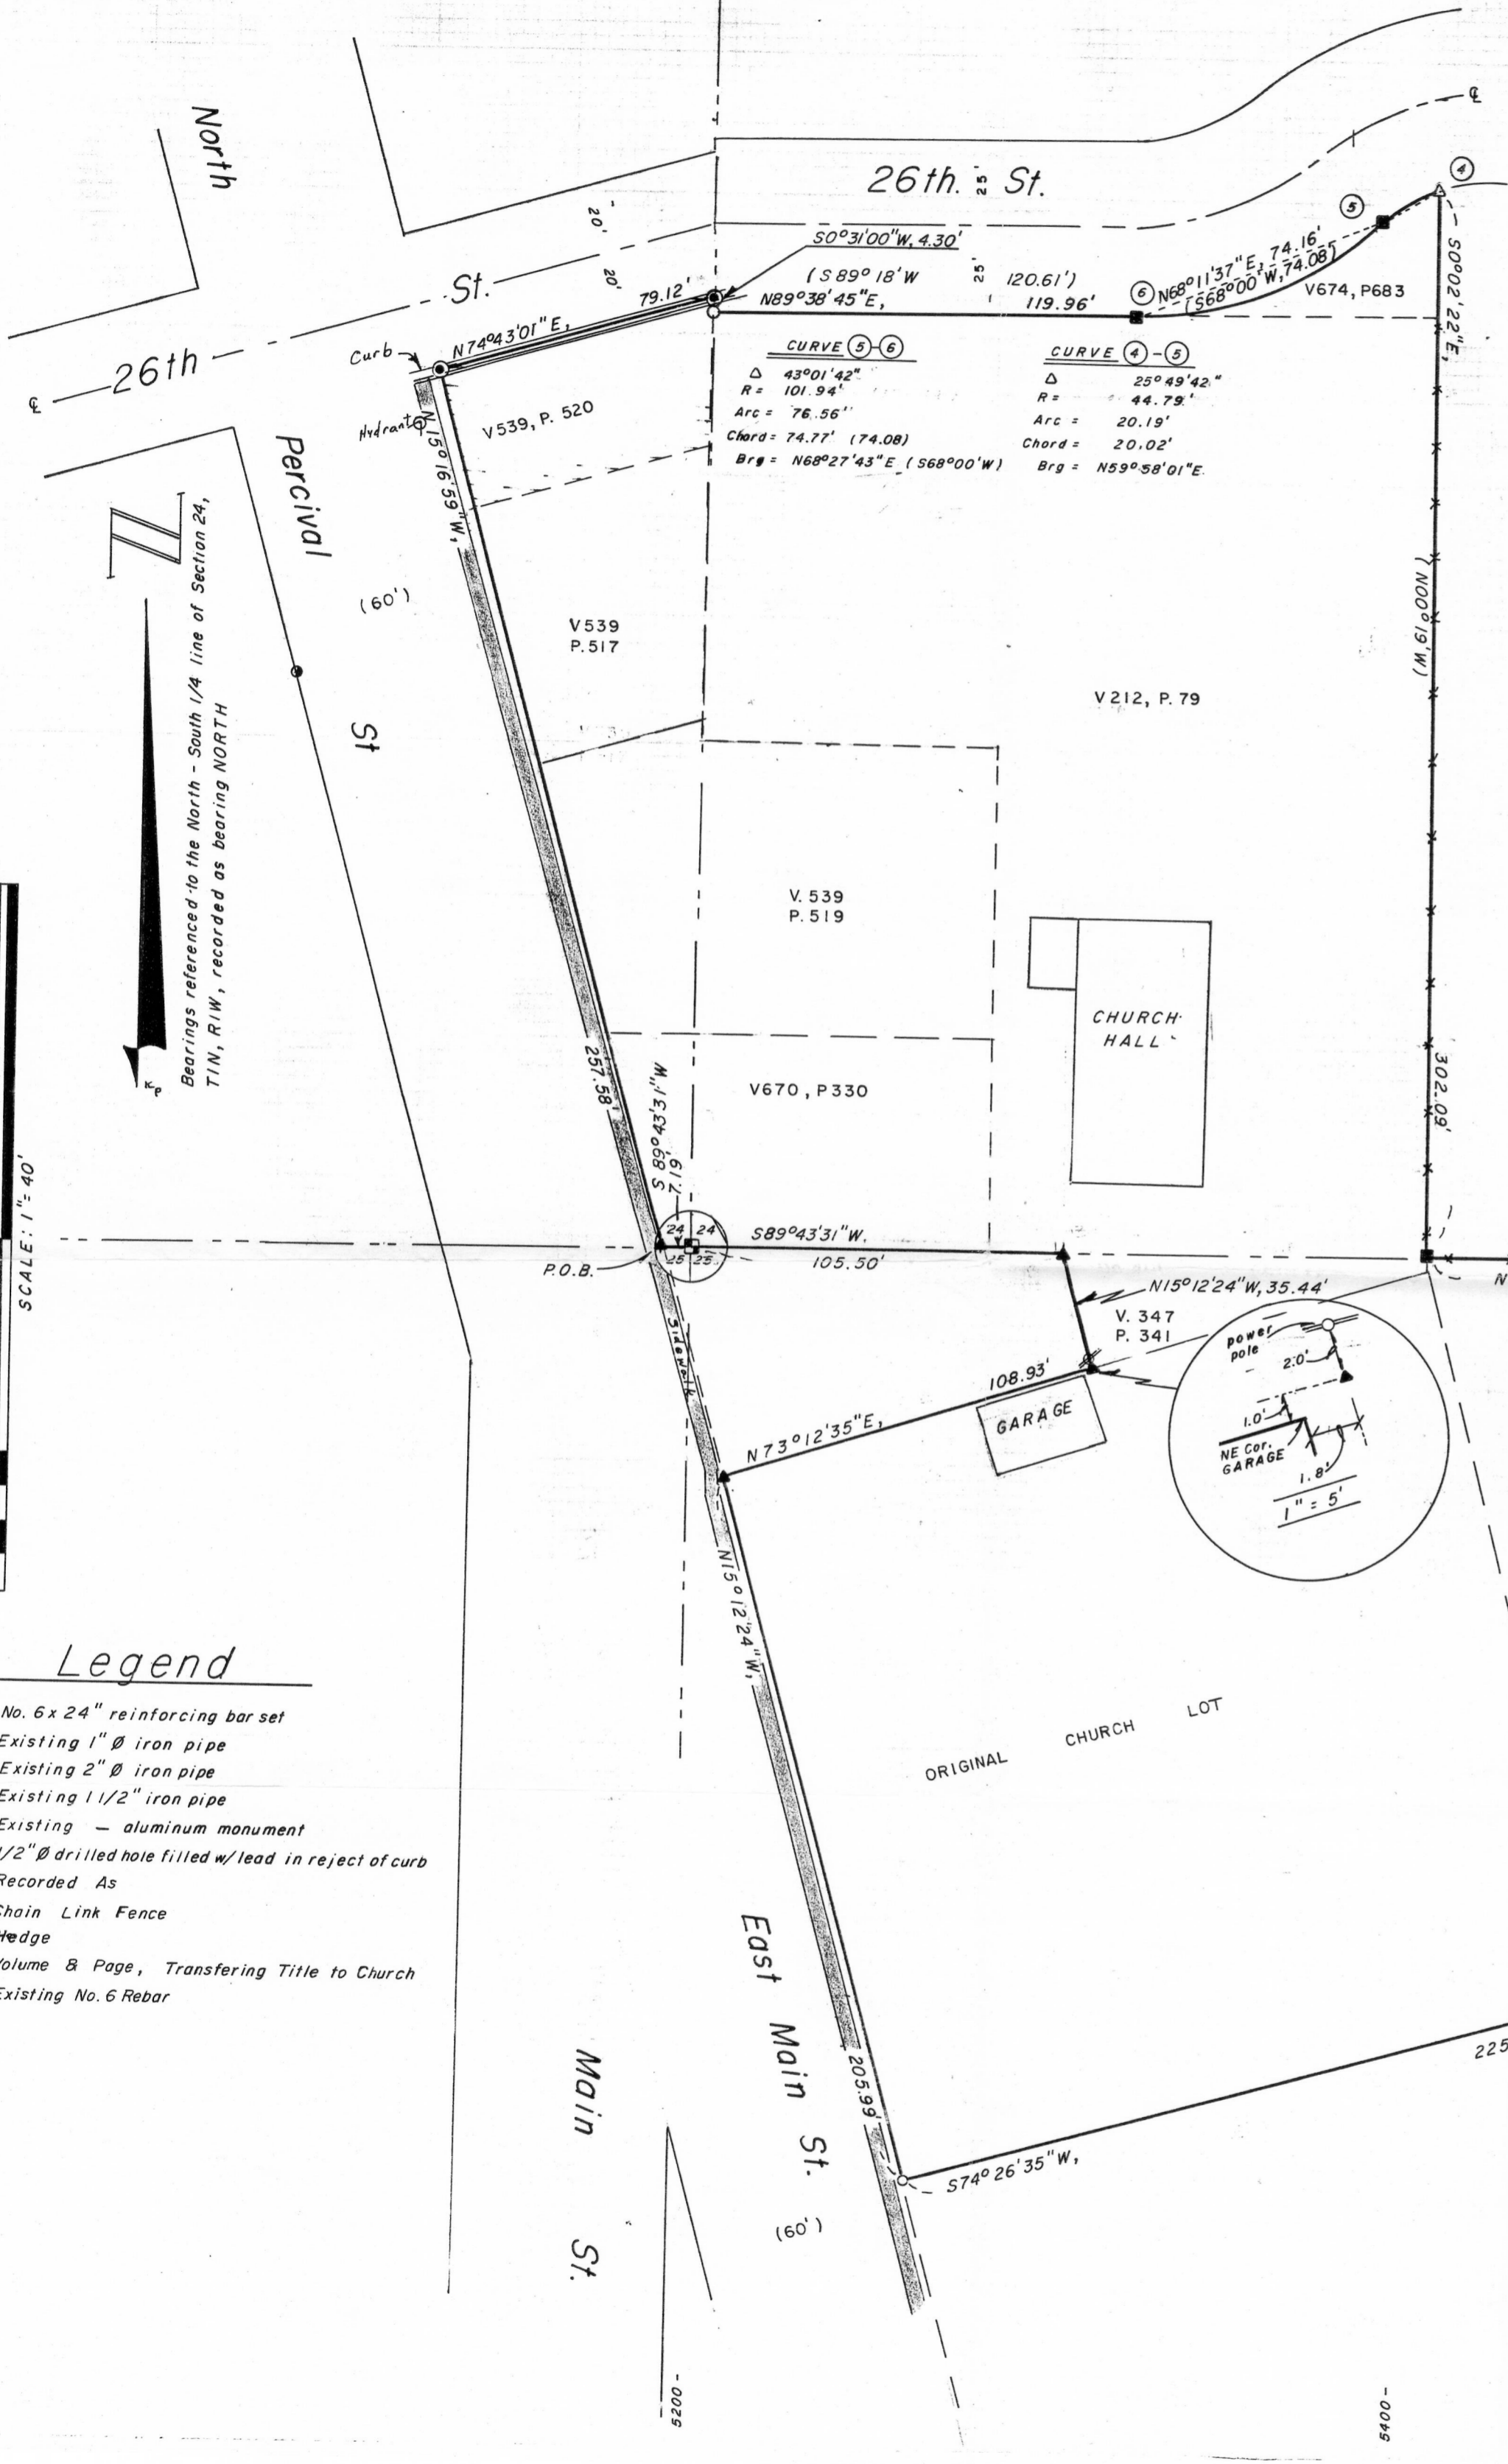 North
26th. St.
25'
25'
④
⑤
⑥
℄
S0°31'00"W, 4.30'
(S89°18'W 120.61')
N89°38'45"E, 119.96'
N68°11'37"E, 74.16'
(S68°00'W, 74.08)
V674, P683
S0°02'22"E,
20'
20'
St.
79.12'
N74°43'01"E,
26th
℄
Curb
Hydrant
V539, P. 520
CURVE ⑤-⑥
Δ 43°01'42"
R = 101.94'
Arc = 76.56'
Chord = 74.77' (74.08)
Brg = N68°27'43"E (S68°00'W)
CURVE ④-⑤
Δ 25°49'42"
R = 44.79'
Arc = 20.19'
Chord = 20.02'
Brg = N59°58'01"E
N15°16'59"W,
Percival
(60')
St
Bearings referenced to the North - South 1/4 line of Section 24,
T1N, R1W, recorded as bearing NORTH
KP
V539
P.517
V212, P.79
(N00°19'W)
V. 539
P. 519
CHURCH
HALL
V670, P330
257.58'
S 89°43'31"W.
7.19'
302.09'
SCALE: 1"= 40'
24 24
25 25
P.O.B.
S89°43'31"W.
105.50'
N
N15°12'24"W, 35.44'
V. 347
P. 341
Sidewalk
108.93'
N73°12'35"E,
GARAGE
power
pole
2.0'
1.0'
NE Cor.
GARAGE
1.8'
1" = 5'
N15°12'24"W,
Legend
No. 6 x 24" reinforcing bar set
Existing 1" Ø iron pipe
Existing 2" Ø iron pipe
Existing 1 1/2" iron pipe
Existing — aluminum monument
1/2" Ø drilled hole filled w/ lead in reject of curb
Recorded As
Chain Link Fence
Hedge
Volume & Page, Transfering Title to Church
Existing No. 6 Rebar
ORIGINAL CHURCH LOT
East Main St.
(60')
205.99'
225
S74°26'35"W,
Main St.
5200 -
5400 -